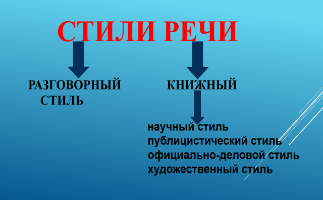 СТИЛИ РЕЧИ
РАЗГОВОРНЫЙ
СТИЛЬ
КНИЖНЫЙ
научный стиль
публицистический стиль
официально-деловой стиль
художественный стиль